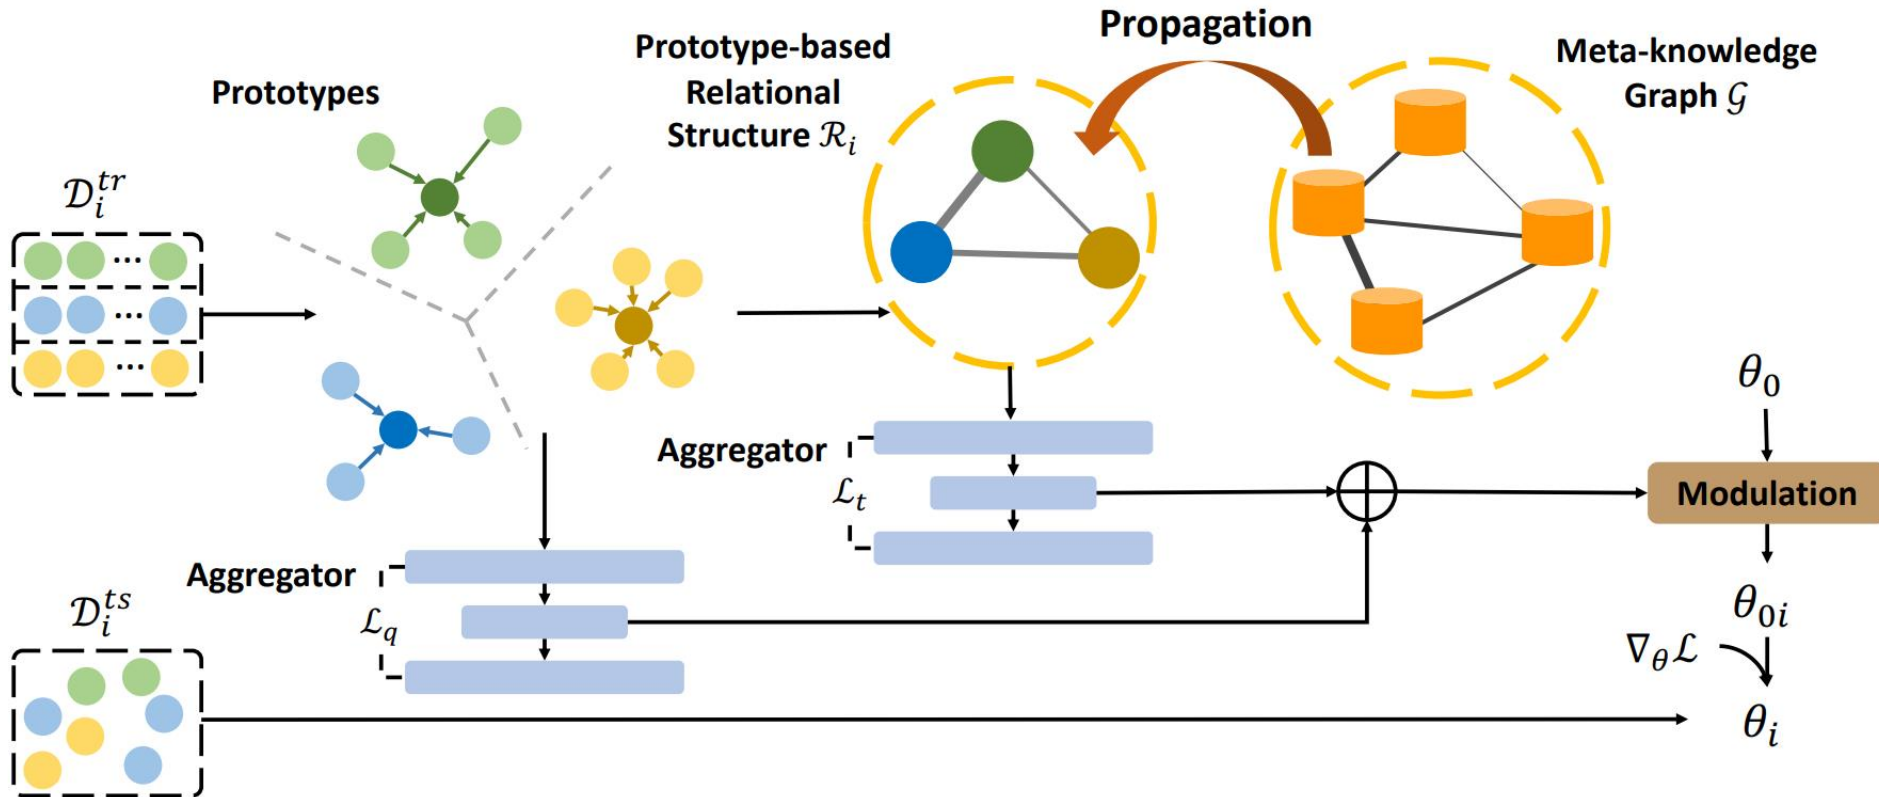 Propagation
Prototype-based
Relational
Structure ℛᵢ
Meta-knowledge
Graph 𝒢
Prototypes
𝒟ᵢᵗʳ
...
...
...
θ₀
Aggregator
ℒₜ
Modulation
Aggregator
ℒ_q
𝒟ᵢᵗˢ
θ₀ᵢ
∇_θℒ
θᵢ